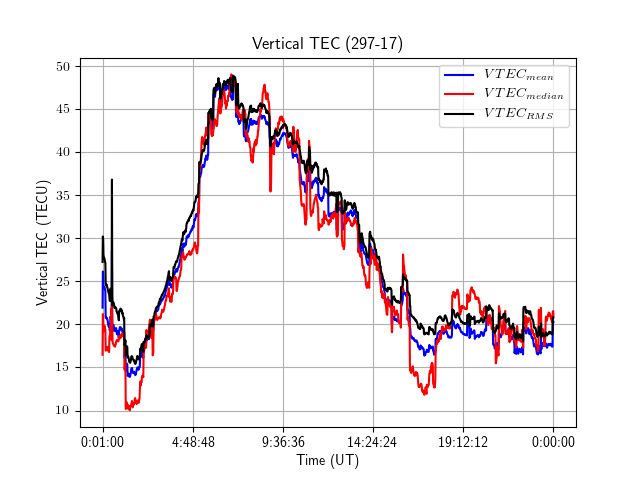 Vertical TEC (297-17)
VTEC_mean
VTEC_median
VTEC_RMS
50
45
40
35
30
25
20
15
10
Vertical TEC (TECU)
0:01:00 4:48:48 9:36:36 14:24:24 19:12:12 0:00:00
Time (UT)